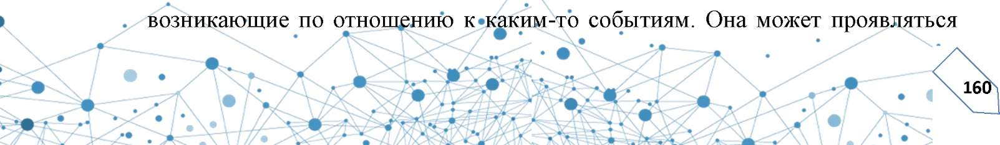 возникающие по отношению к каким-то событиям. Она может проявляться
160